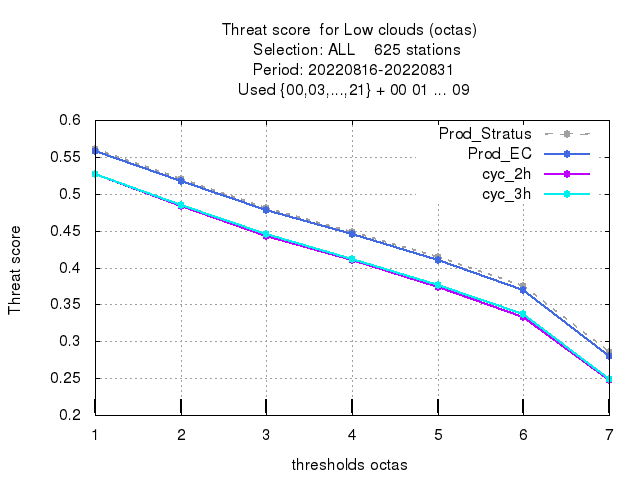 Threat score  for Low clouds (octas)
Selection: ALL    625 stations
Period: 20220816-20220831
Used {00,03,...,21} + 00 01 ... 09
Prod_Stratus
Prod_EC
cyc_2h
cyc_3h
Threat score
0.6
0.55
0.5
0.45
0.4
0.35
0.3
0.25
0.2
1 2 3 4 5 6 7
thresholds octas